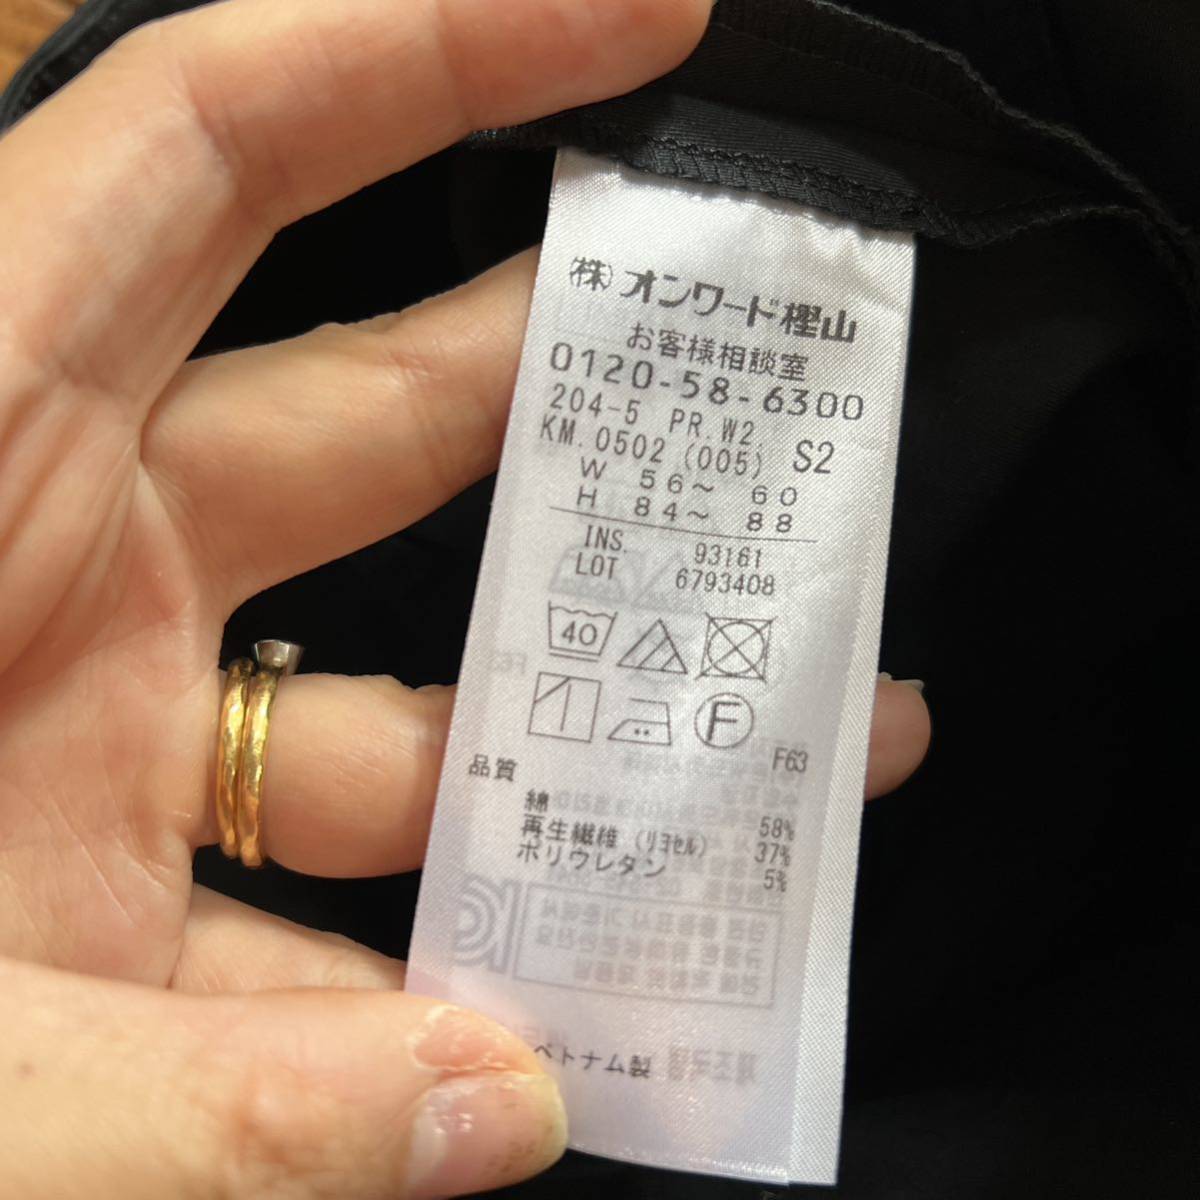 (株) オンワード樫山
お客様相談室
0120-58-6300
204-5 PR.W2.
KM.0502 (005) S2
W 56～ 60
H 84～ 88
INS. 93161
LOT 6793408
40
F
F63
品質
綿 58%
再生繊維 (リヨセル) 37%
ポリウレタン 5%
ベトナム製